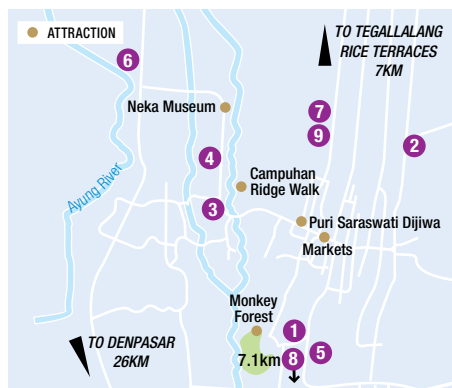 ATTRACTION
TO TEGALLALANG
RICE TERRACES
7KM
6
Neka Museum
7
9
2
4
Ayung River
Campuhan
Ridge Walk
3
Puri Saraswati Dijiwa
Markets
Monkey
Forest
1
TO DENPASAR
26KM
7.1km
8
5